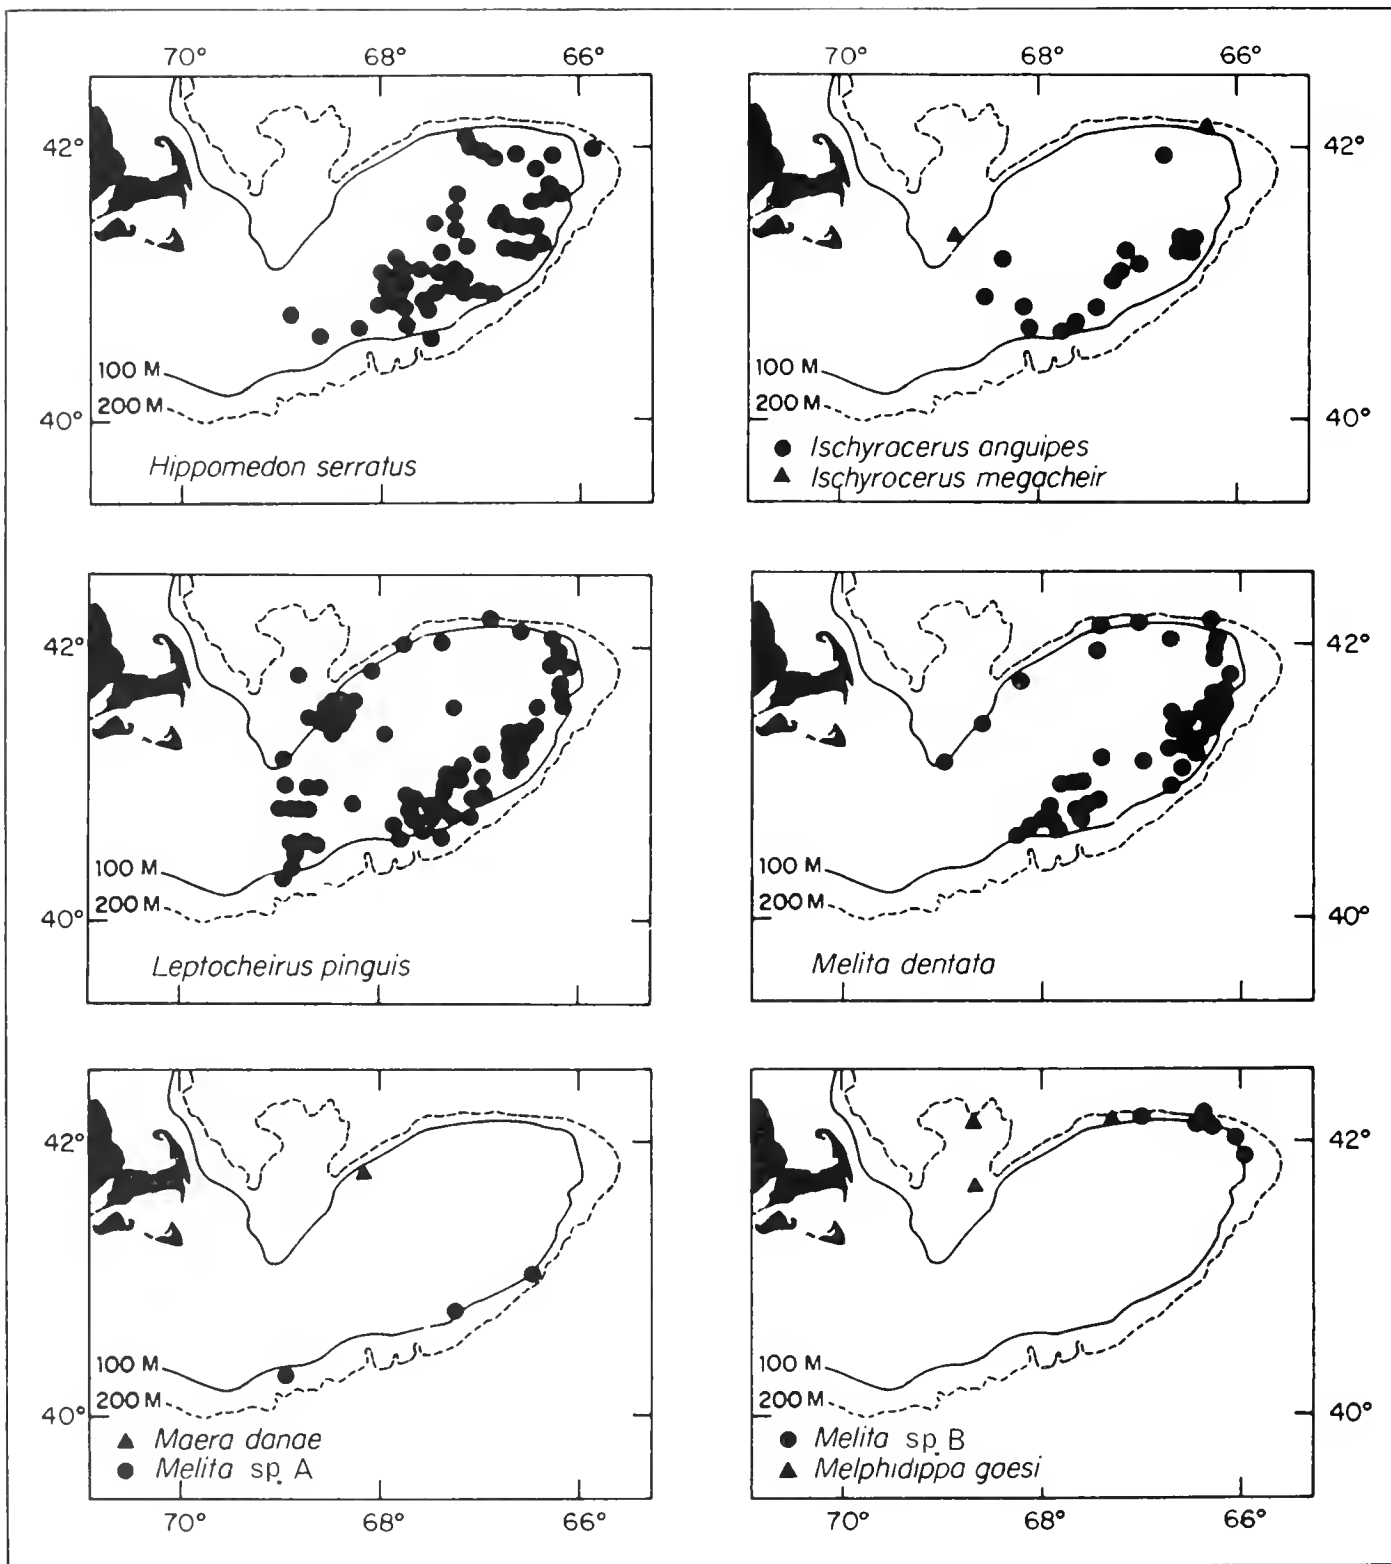 70° 68° 66° 70° 68° 66°
42° 42°
100 M 100 M
200 M 200 M
40° 40°
Hippomedon serratus
● Ischyrocerus anguipes
▲ Ischyrocerus megacheir
42° 42°
100 M 100 M
200 M 200 M
40° 40°
Leptocheirus pinguis Melita dentata
42° 42°
100 M 100 M
200 M 200 M
40° 40°
▲ Maera danae
● Melita sp. A
● Melita sp. B
▲ Melphidippa goesi
70° 68° 66° 70° 68° 66°